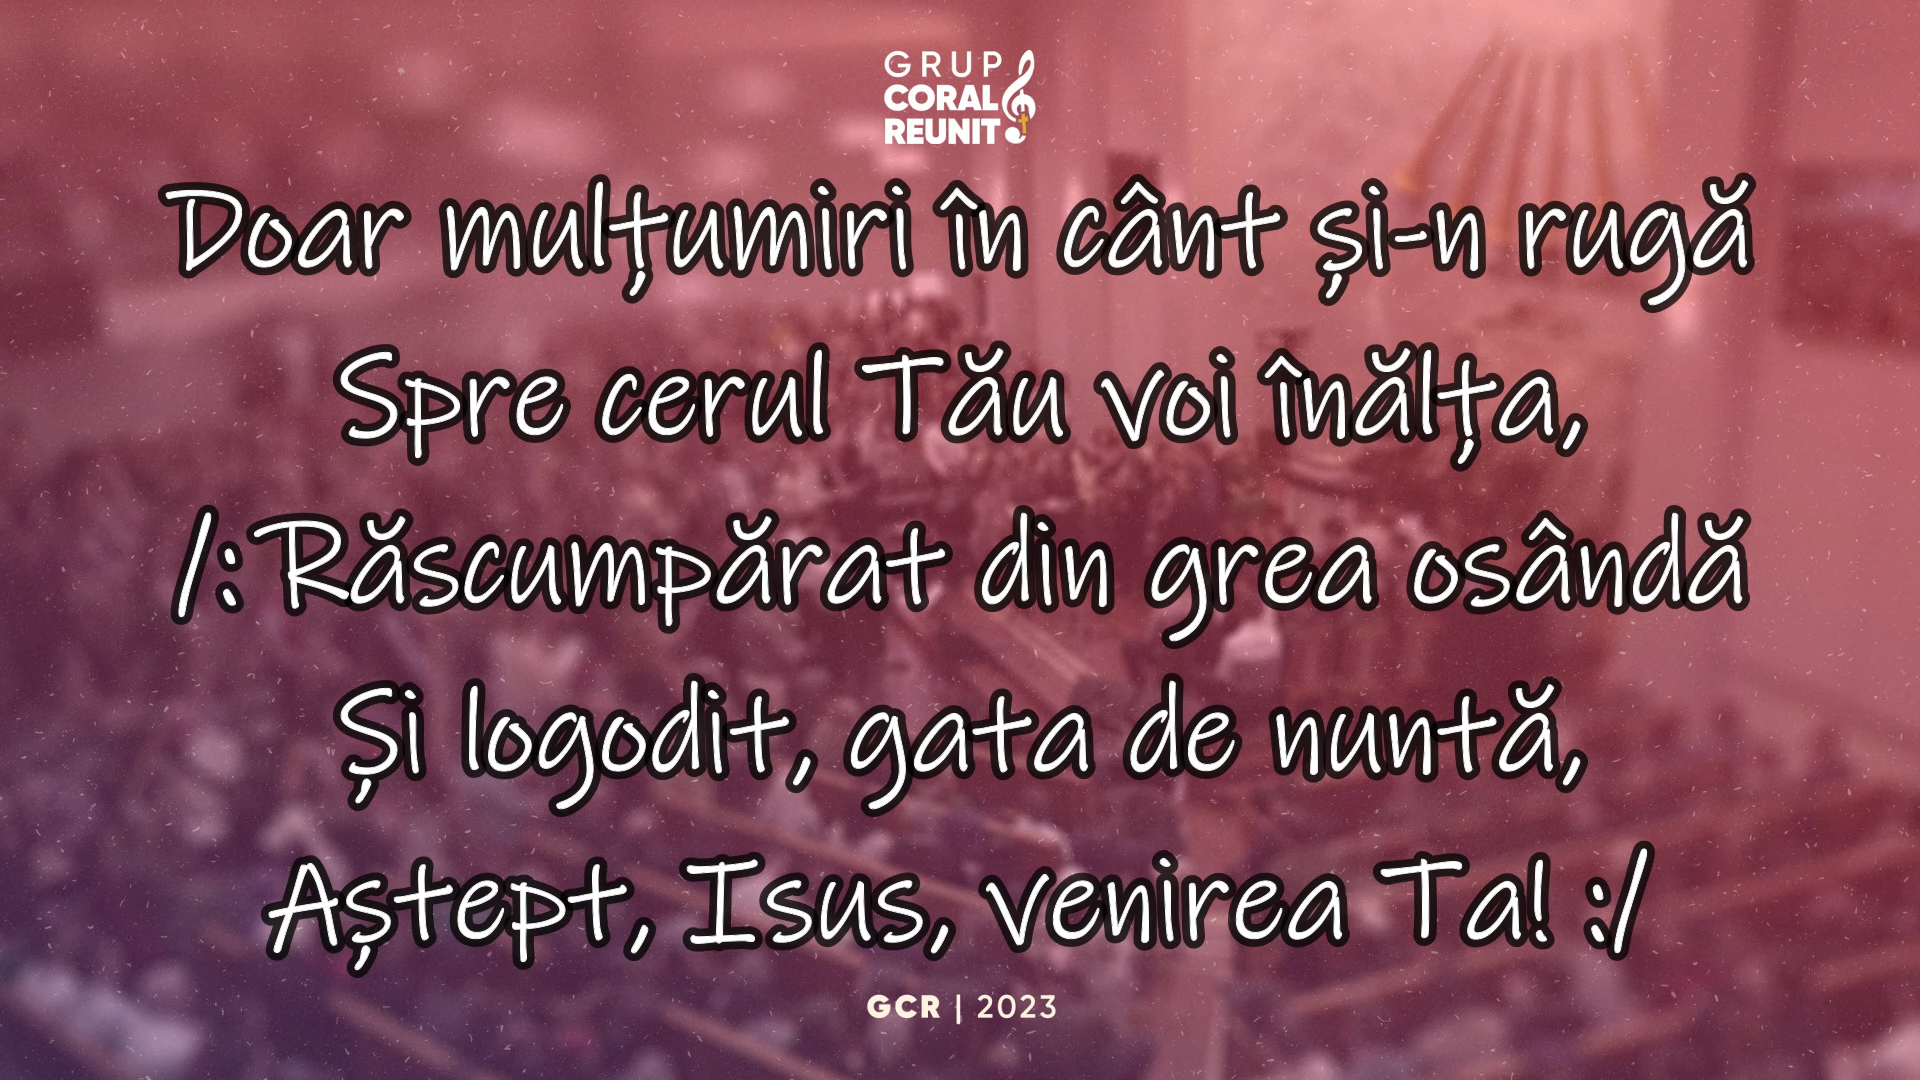 GRUP
CORAL
REUNIT
Doar mulțumiri în cânt și-n rugă
Spre cerul Tău voi înălța,
/: Răscumpărat din grea osândă
Și logodit, gata de nuntă,
Aștept, Isus, venirea Ta! :/
GCR | 2023